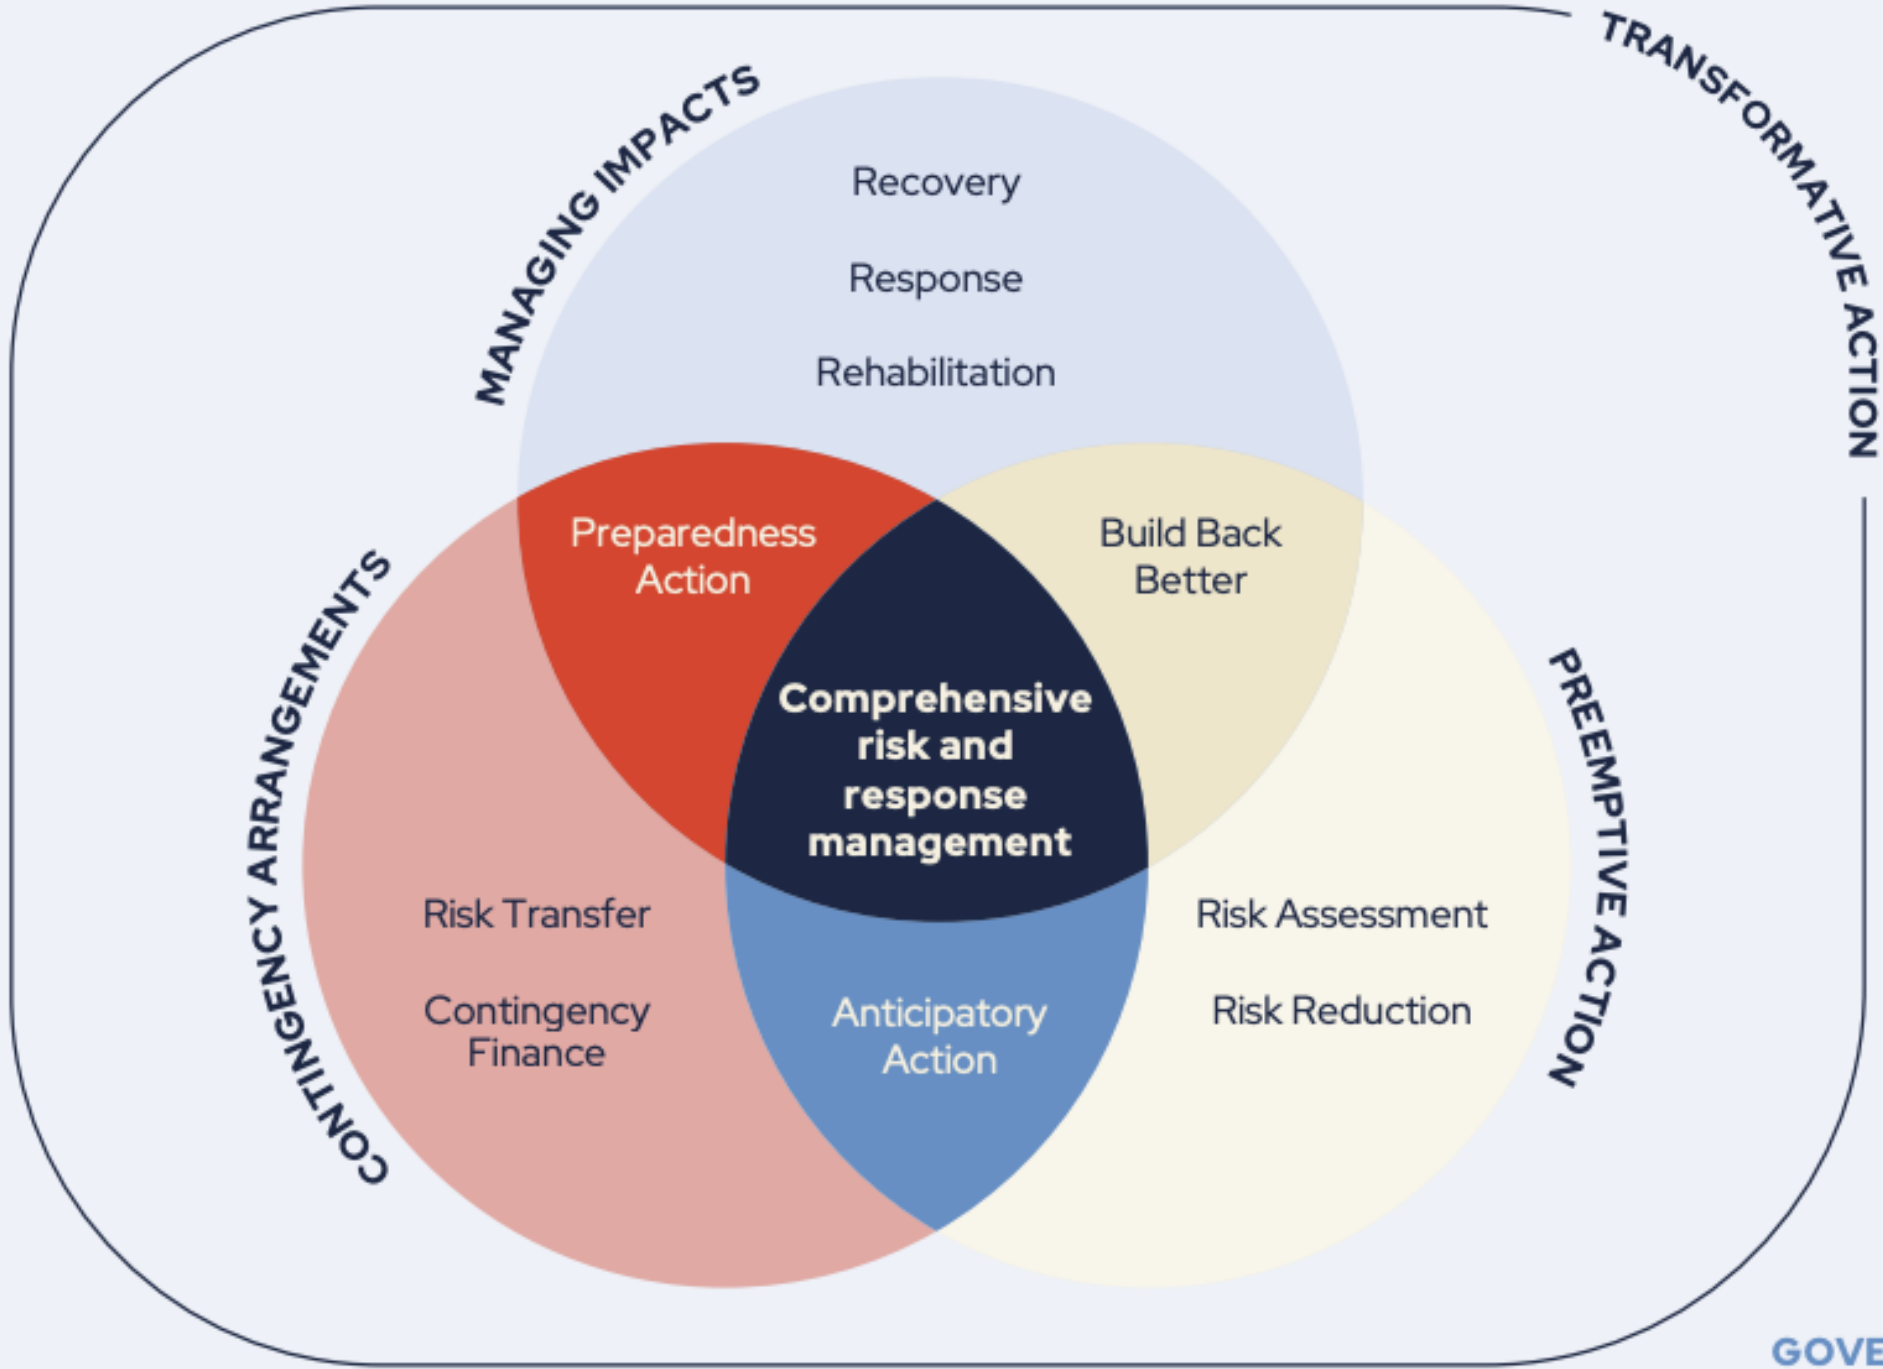 TRANSFORMATIVE ACTION
MANAGING IMPACTS
Recovery
Response
Rehabilitation
Preparedness
Action
Build Back
Better
CONTINGENCY ARRANGEMENTS
PREEMPTIVE ACTION
Comprehensive
risk and
response
management
Risk Transfer
Contingency
Finance
Anticipatory
Action
Risk Assessment
Risk Reduction